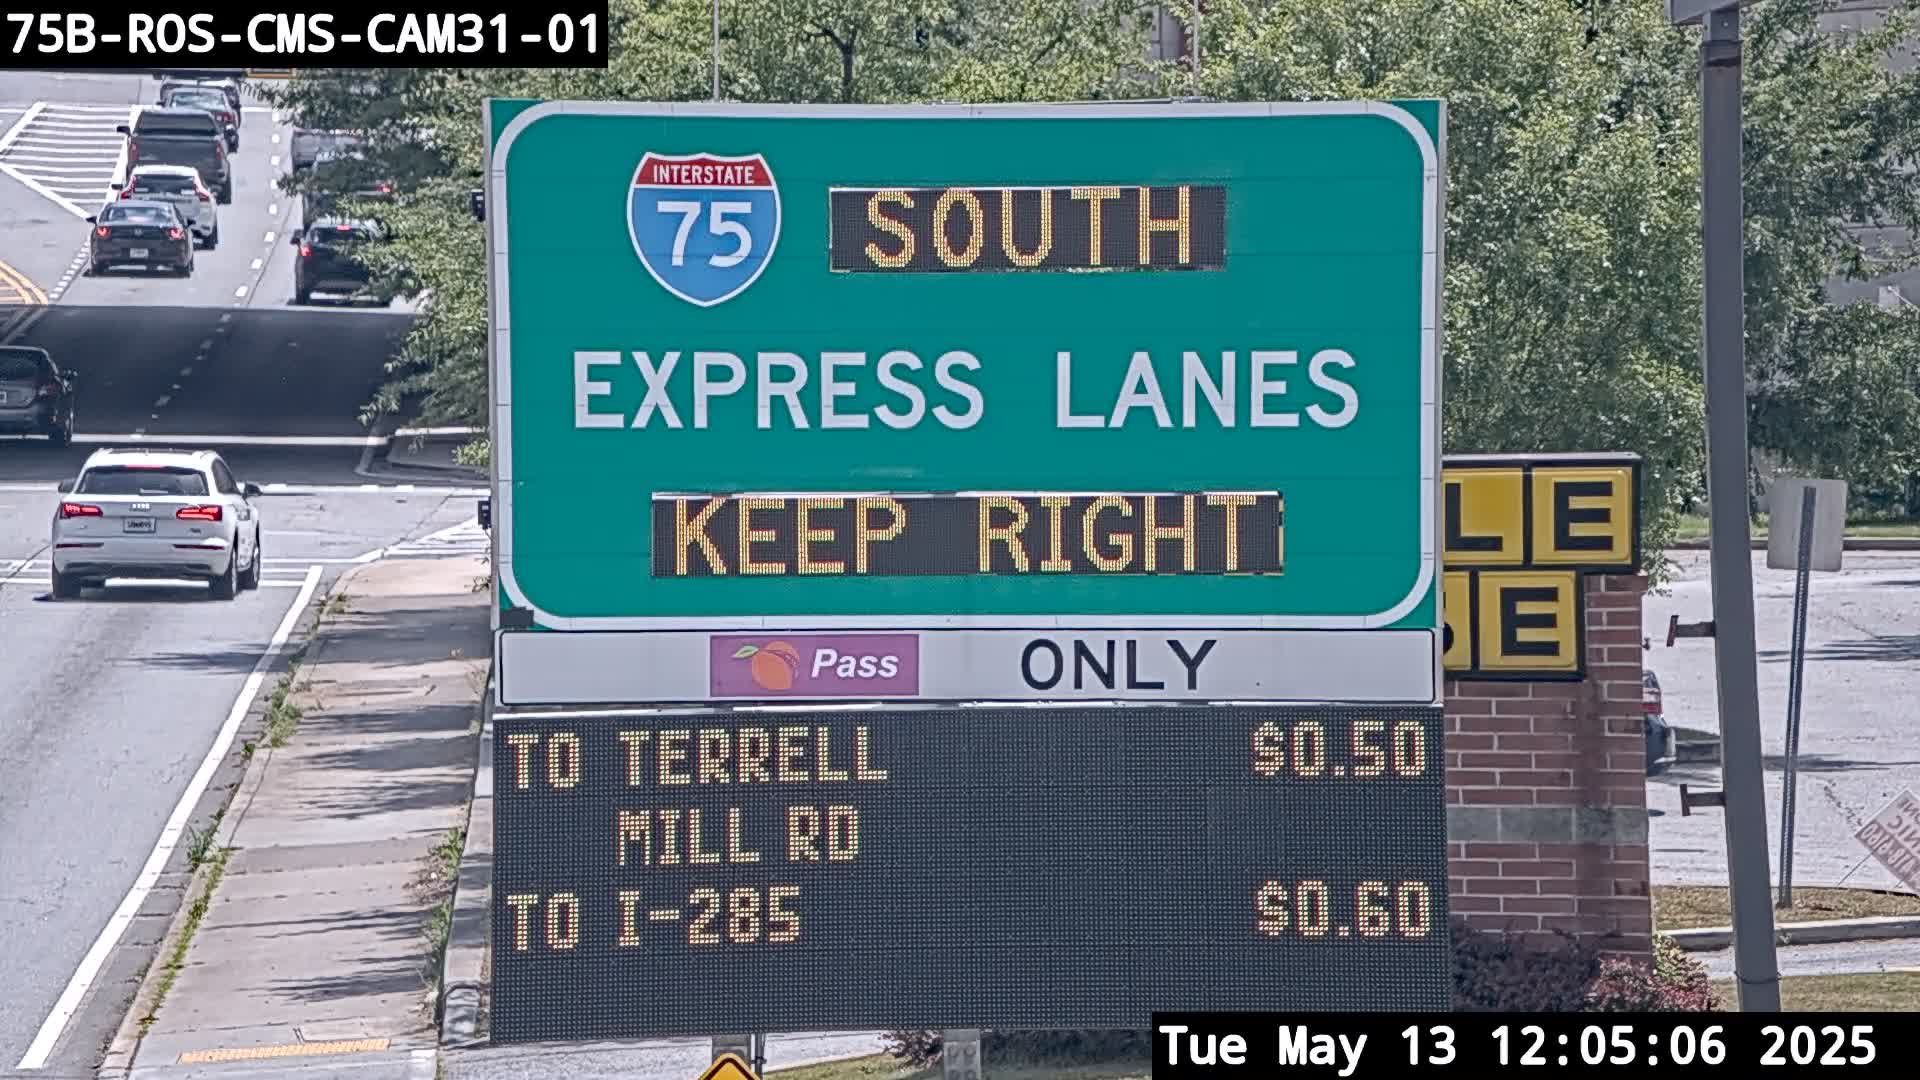 75B-ROS-CMS-CAM31-01
INTERSTATE
75
SOUTH
EXPRESS LANES
KEEP RIGHT
Pass ONLY
TO TERRELL $0.50
MILL RD
TO I-285 $0.60
LE
E
Tue May 13 12:05:06 2025